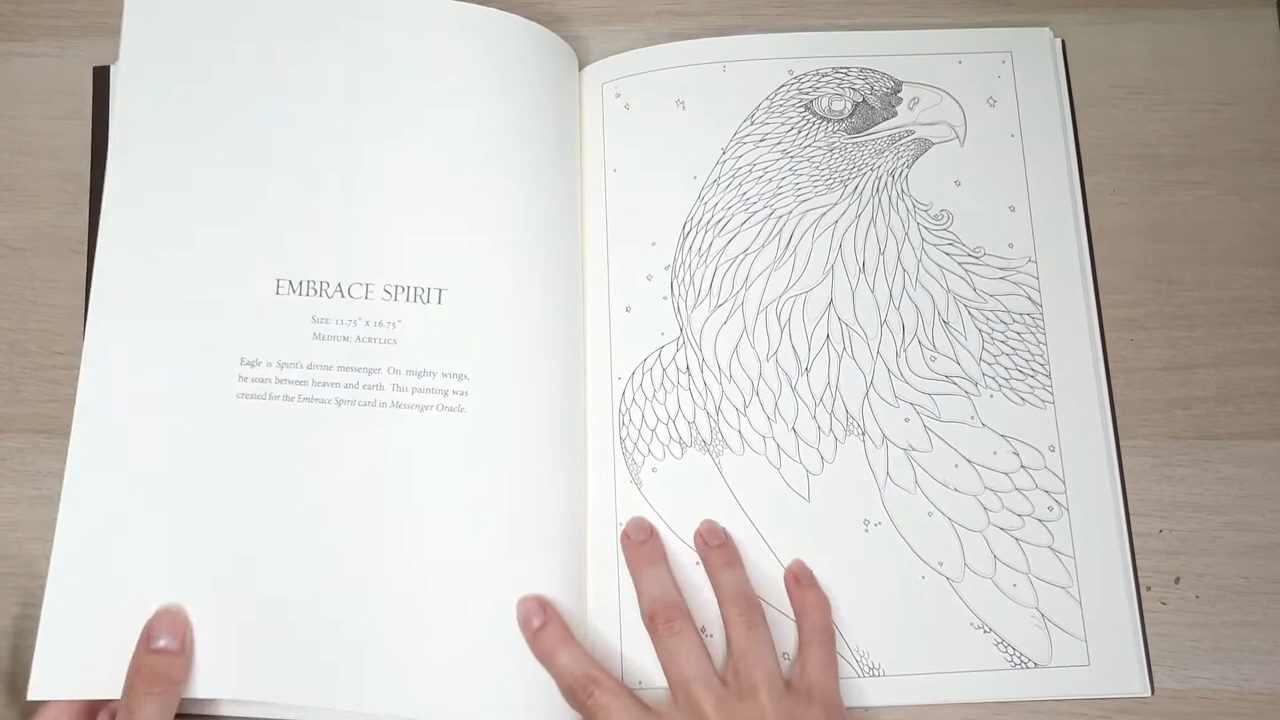 EMBRACE SPIRIT
Size: 11.75" x 16.75"
Medium: Acrylics
Eagle is Spirit's divine messenger. On mighty wings,
he soars between heaven and earth. This painting was
created for the Embrace Spirit card in Messenger Oracle.